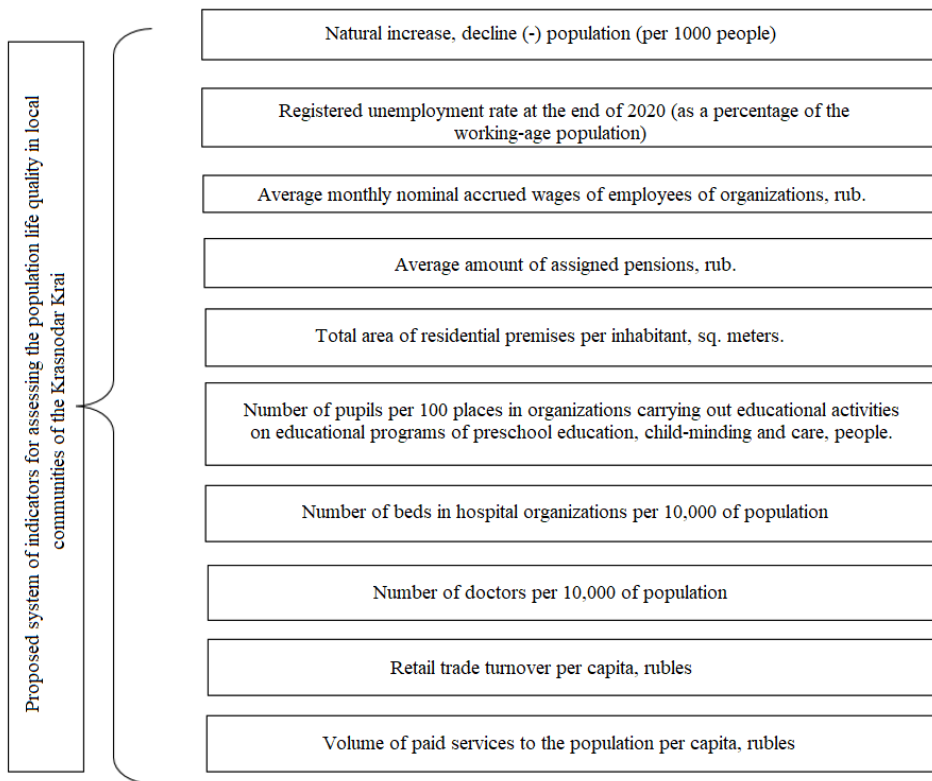 Proposed system of indicators for assessing the population life quality in local
communities of the Krasnodar Krai
Natural increase, decline (-) population (per 1000 people)
Registered unemployment rate at the end of 2020 (as a percentage of the
working-age population)
Average monthly nominal accrued wages of employees of organizations, rub.
Average amount of assigned pensions, rub.
Total area of residential premises per inhabitant, sq. meters.
Number of pupils per 100 places in organizations carrying out educational activities
on educational programs of preschool education, child-minding and care, people.
Number of beds in hospital organizations per 10,000 of population
Number of doctors per 10,000 of population
Retail trade turnover per capita, rubles
Volume of paid services to the population per capita, rubles